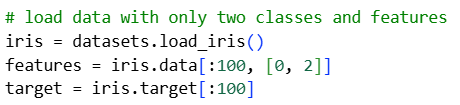 # load data with only two classes and features
iris = datasets.load_iris()
features = iris.data[:100, [0, 2]]
target = iris.target[:100]